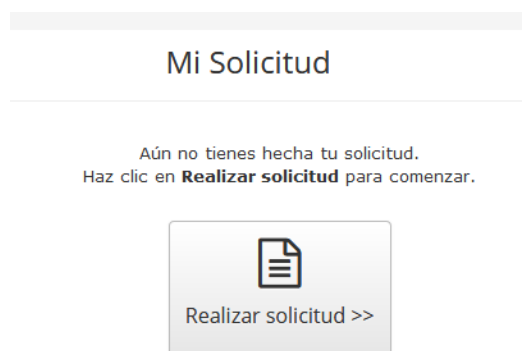 Mi Solicitud
Aún no tienes hecha tu solicitud.
Haz clic en Realizar solicitud para comenzar.
Realizar solicitud >>